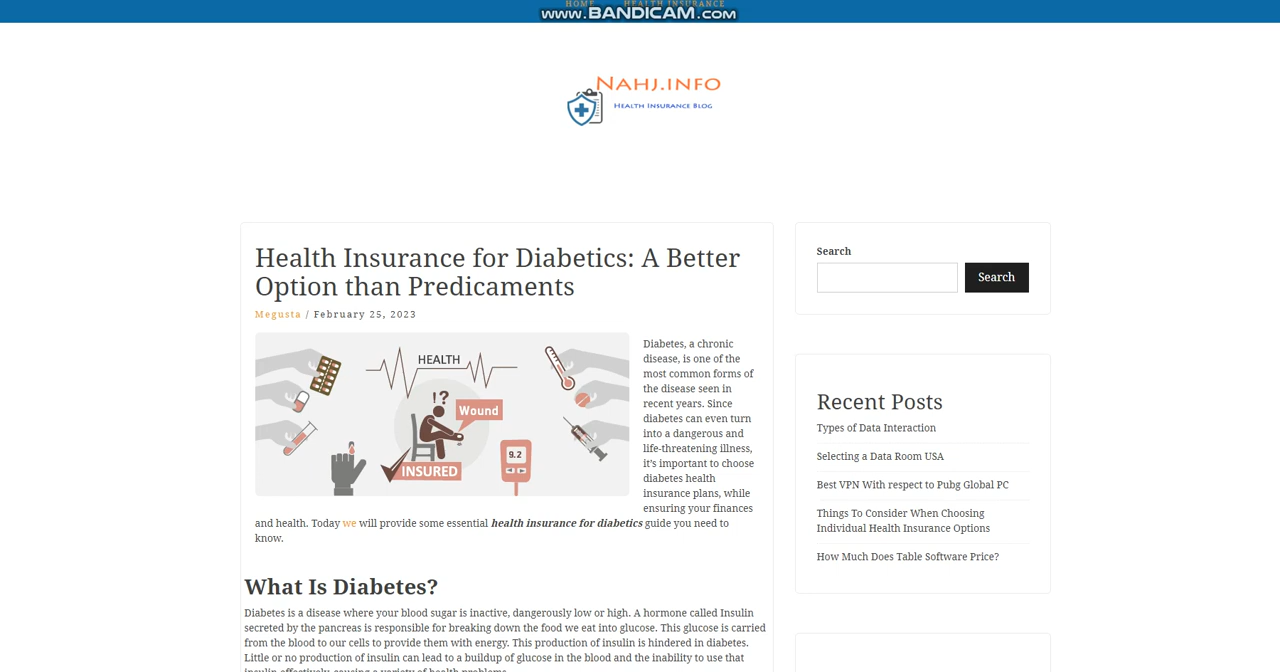 HOME HEALTH INSURANCE
WWW.BANDICAM.COM
NAHJ.INFO
HEALTH INSURANCE BLOG
Health Insurance for Diabetics: A Better
Option than Predicaments
Megusta / February 25, 2023
HEALTH
!?
Wound
9.2
INSURED
Diabetes, a chronic
disease, is one of the
most common forms of
the disease seen in
recent years. Since
diabetes can even turn
into a dangerous and
life-threatening illness,
it's important to choose
diabetes health
insurance plans, while
ensuring your finances
and health. Today we will provide some essential health insurance for diabetics guide you need to
know.
What Is Diabetes?
Diabetes is a disease where your blood sugar is inactive, dangerously low or high. A hormone called Insulin
secreted by the pancreas is responsible for breaking down the food we eat into glucose. This glucose is carried
from the blood to our cells to provide them with energy. This production of insulin is hindered in diabetes.
Little or no production of insulin can lead to a buildup of glucose in the blood and the inability to use that
insulin effectively, causing a variety of health problems.
Search
Search
Recent Posts
Types of Data Interaction
Selecting a Data Room USA
Best VPN With respect to Pubg Global PC
Things To Consider When Choosing
Individual Health Insurance Options
How Much Does Table Software Price?